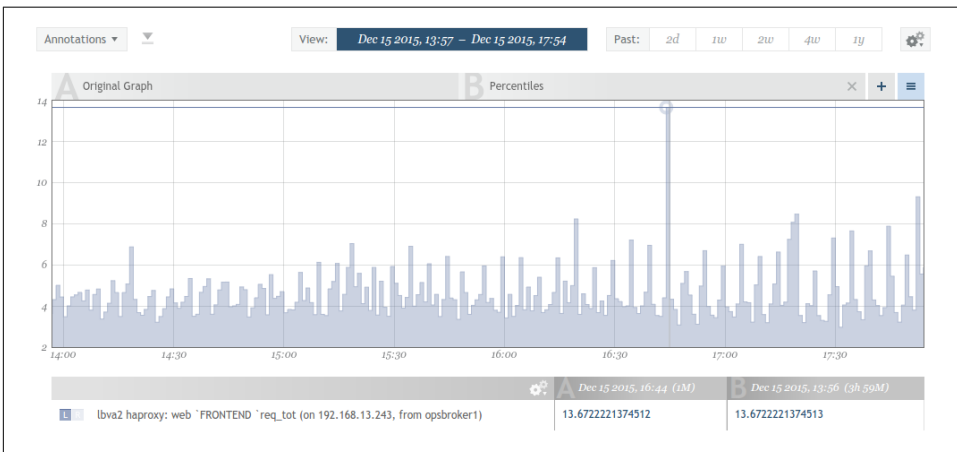 Annotations ▾ View: Dec 15 2015, 13:57 – Dec 15 2015, 17:54 Past: 2d 1w 2w 4w 1y
A Original Graph B Percentiles × + ≡
14
12
10
8
6
4
2
14:00 14:30 15:00 15:30 16:00 16:30 17:00 17:30
A Dec 15 2015, 16:44 (1M) B Dec 15 2015, 13:56 (3h 59M)
L lbva2 haproxy: web `FRONTEND `req_tot (on 192.168.13.243, from opsbroker1) 13.6722221374512 13.6722221374513